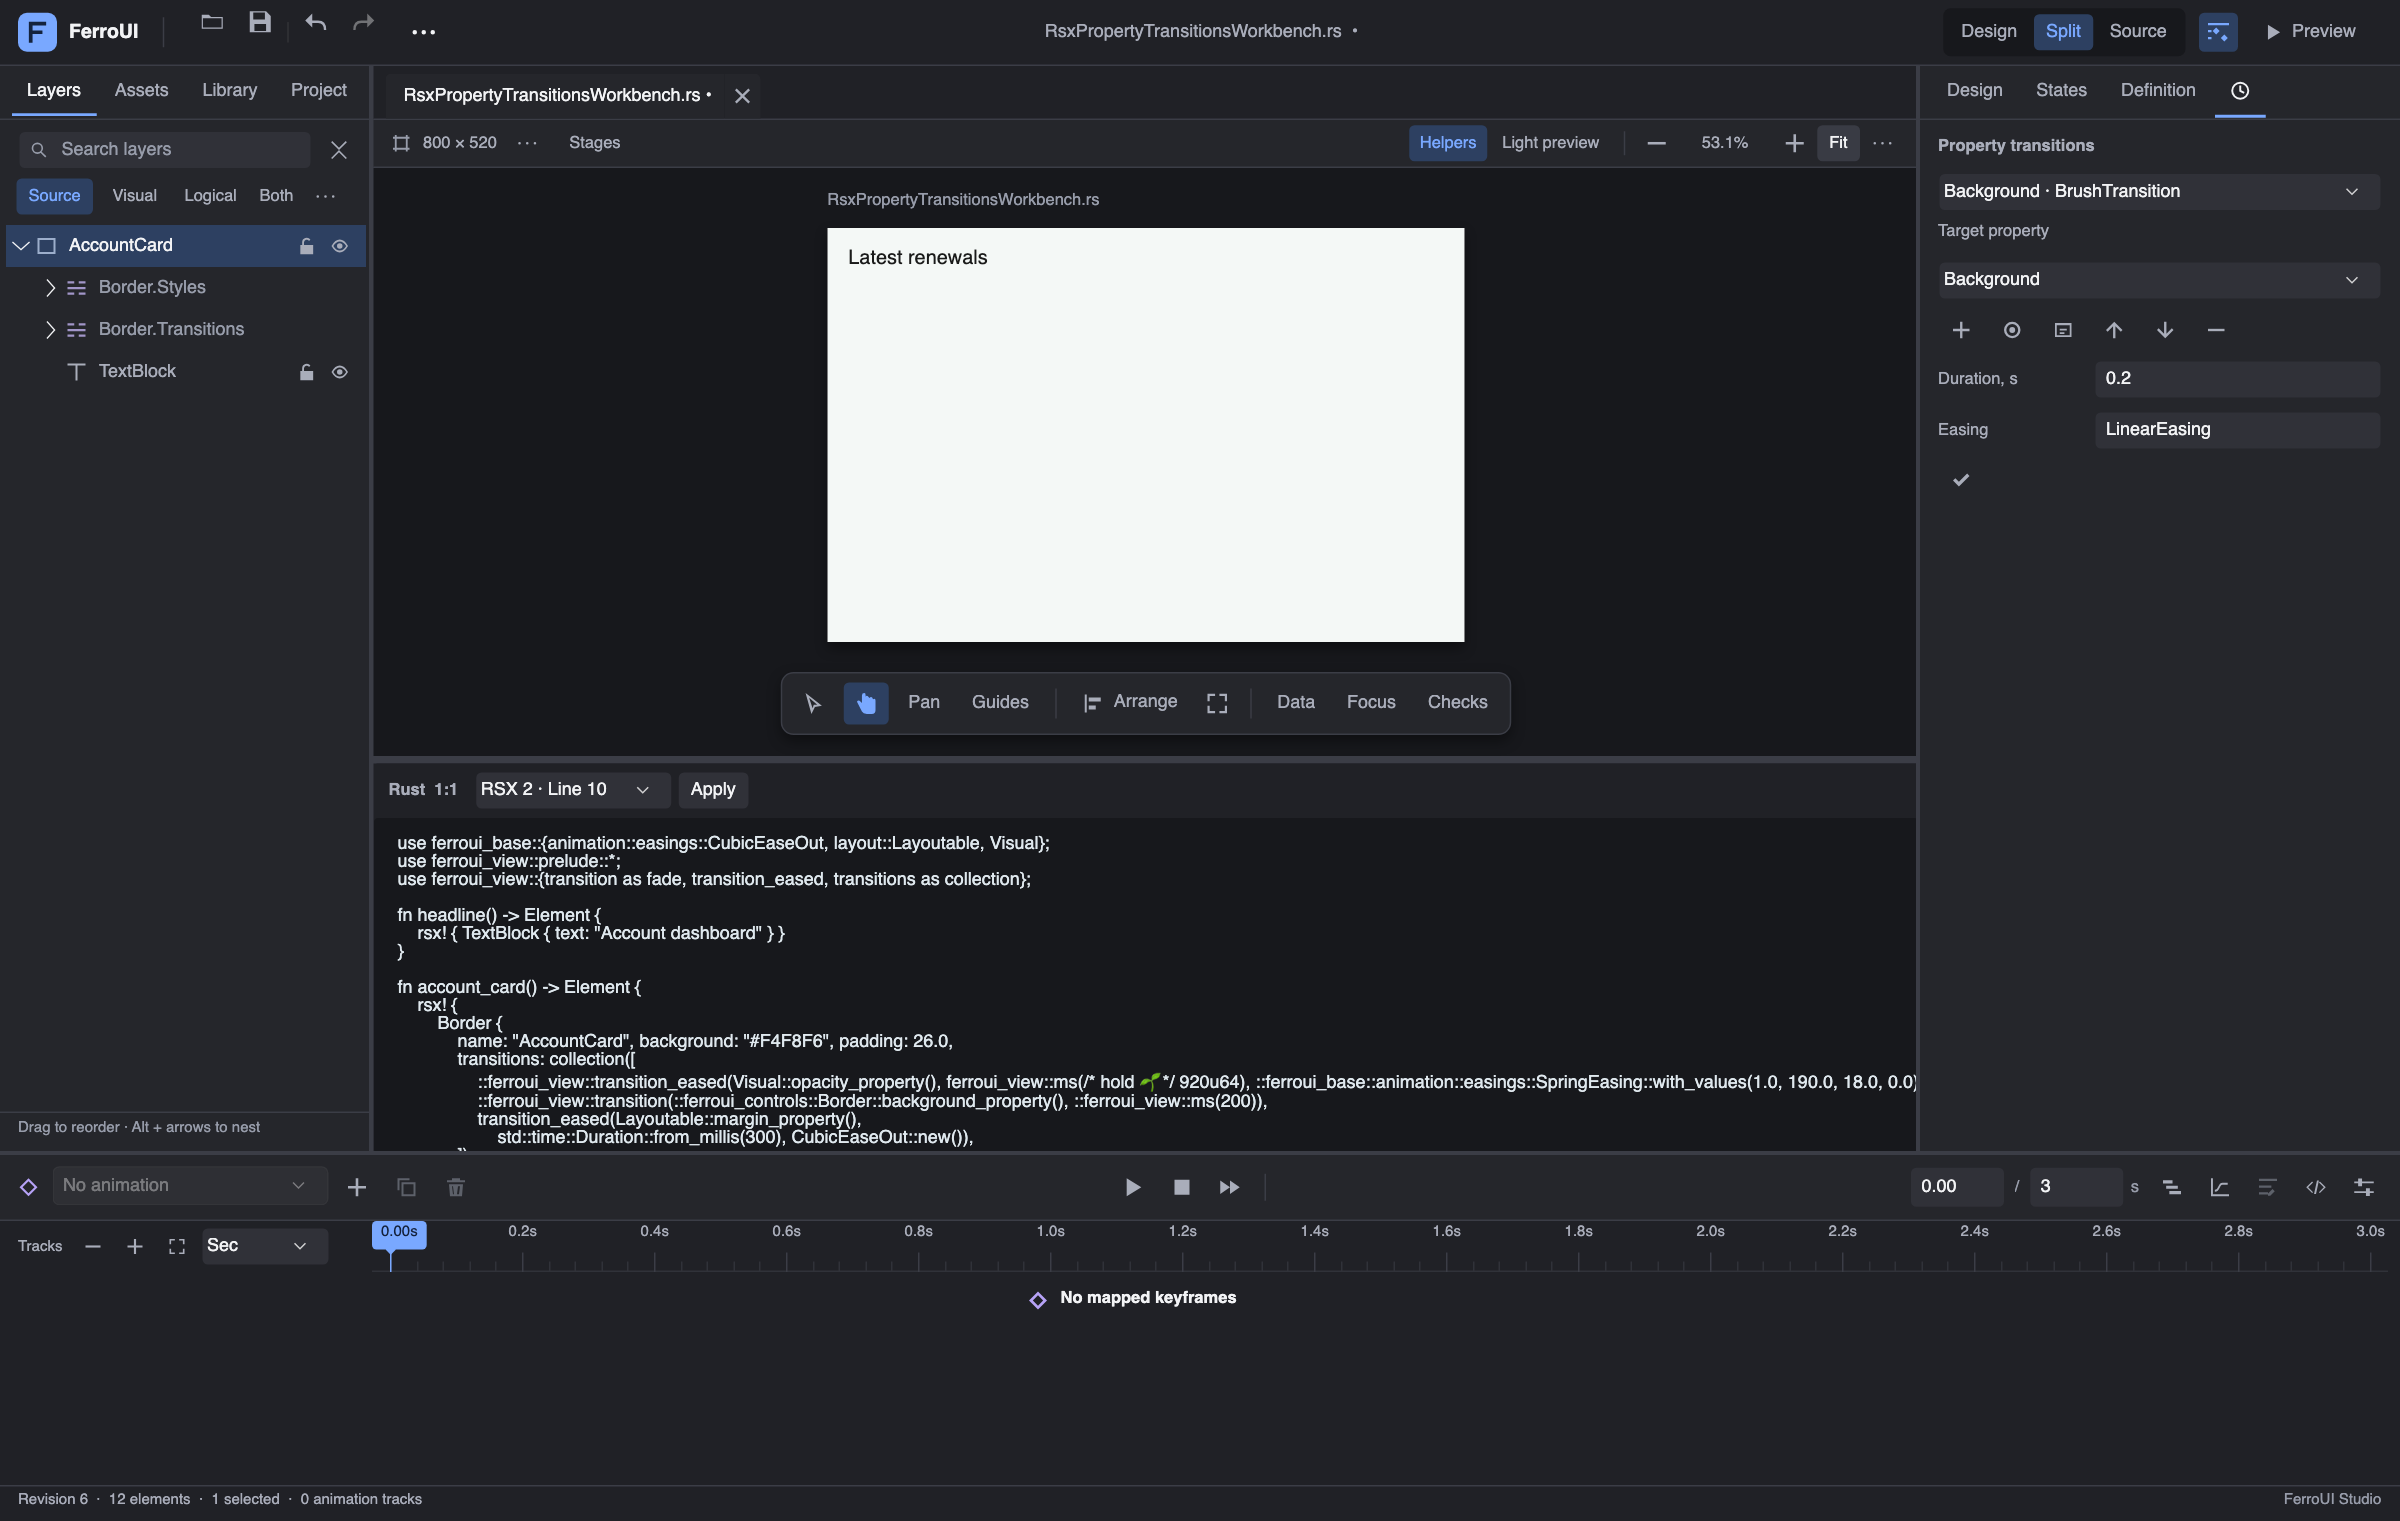 FerroUI
RsxPropertyTransitionsWorkbench.rs •
Design Split Source Preview
Layers Assets Library Project
RsxPropertyTransitionsWorkbench.rs •
Design States Definition
Search layers
800 × 520 ··· Stages
Helpers Light preview 53.1% Fit ···
Property transitions
Source Visual Logical Both ···
Background · BrushTransition
Target property
Background
AccountCard
Border.Styles
Border.Transitions
TextBlock
Duration, s 0.2
Easing LinearEasing
RsxPropertyTransitionsWorkbench.rs
Latest renewals
Pan Guides Arrange Data Focus Checks
Rust 1:1 RSX 2 · Line 10 Apply
use ferroui_base::{animation::easings::CubicEaseOut, layout::Layoutable, Visual};
use ferroui_view::prelude::*;
use ferroui_view::{transition as fade, transition_eased, transitions as collection};
fn headline() -> Element {
rsx! { TextBlock { text: "Account dashboard" } }
}
fn account_card() -> Element {
rsx! {
Border {
name: "AccountCard", background: "#F4F8F6", padding: 26.0,
transitions: collection([
::ferroui_view::transition_eased(Visual::opacity_property(), ferroui_view::ms(/* hold 🌱 */ 920u64), ::ferroui_base::animation::easings::SpringEasing::with_values(1.0, 190.0, 18.0, 0.0)
::ferroui_view::transition(::ferroui_controls::Border::background_property(), ::ferroui_view::ms(200)),
transition_eased(Layoutable::margin_property(),
std::time::Duration::from_millis(300), CubicEaseOut::new()),
Drag to reorder · Alt + arrows to nest
No animation
0.00 / 3 s
Tracks Sec
0.00s 0.2s 0.4s 0.6s 0.8s 1.0s 1.2s 1.4s 1.6s 1.8s 2.0s 2.2s 2.4s 2.6s 2.8s 3.0s
No mapped keyframes
Revision 6 · 12 elements · 1 selected · 0 animation tracks
FerroUI Studio